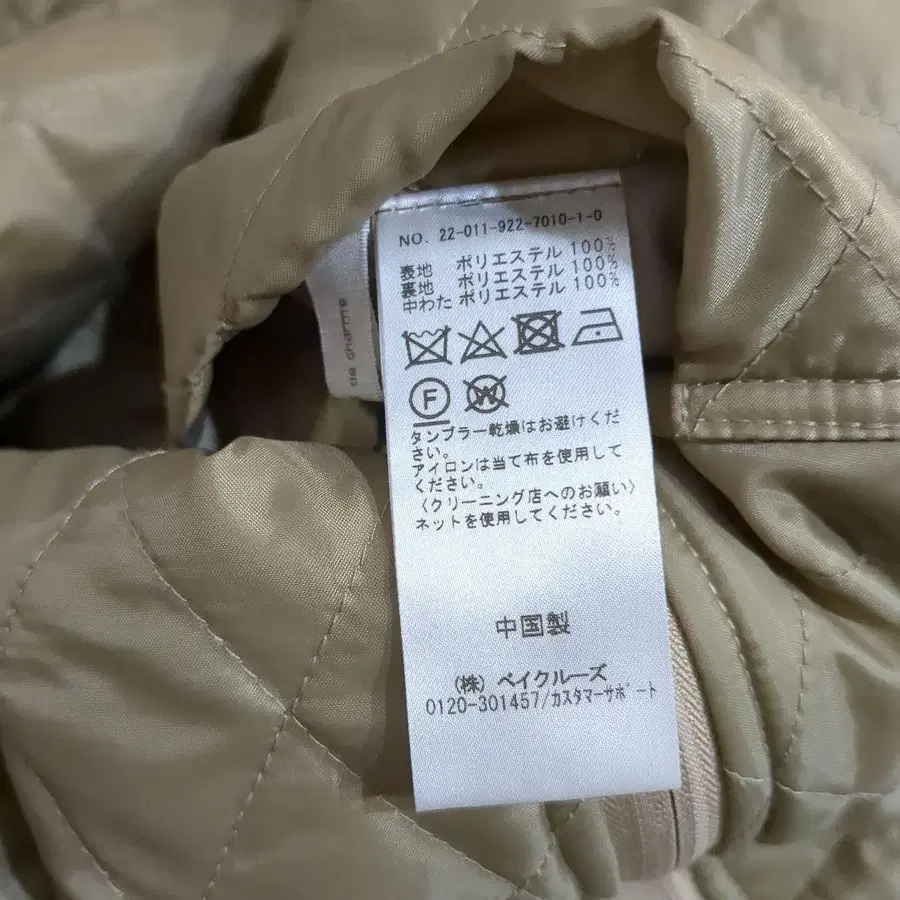 NO. 22-011-922-7010-1-0
表地 ポリエステル 100%
裏地 ポリエステル 100%
中わた ポリエステル 100%
F
W
タンブラー乾燥はお避けくだ
さい。
アイロンは当て布を使用して
ください。
〈クリーニング店へのお願い〉
ネットを使用してください。
中国製
(株) ベイクルーズ
0120-301457/カスタマーサポート
de charme